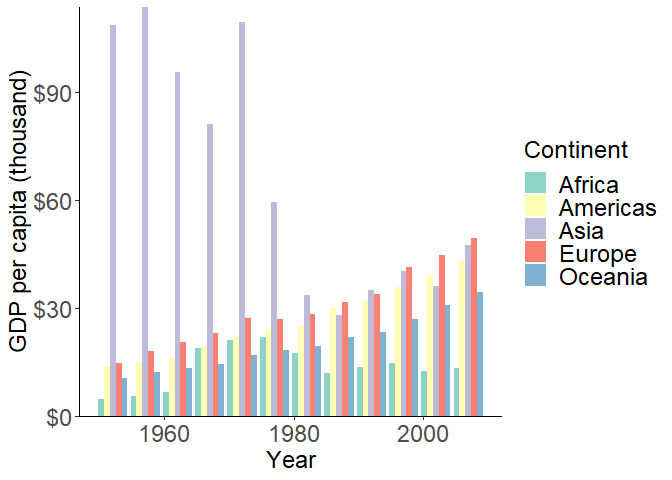 GDP per capita (thousand)
$90
$60
$30
$0
1960 1980 2000
Year
Continent
Africa
Americas
Asia
Europe
Oceania